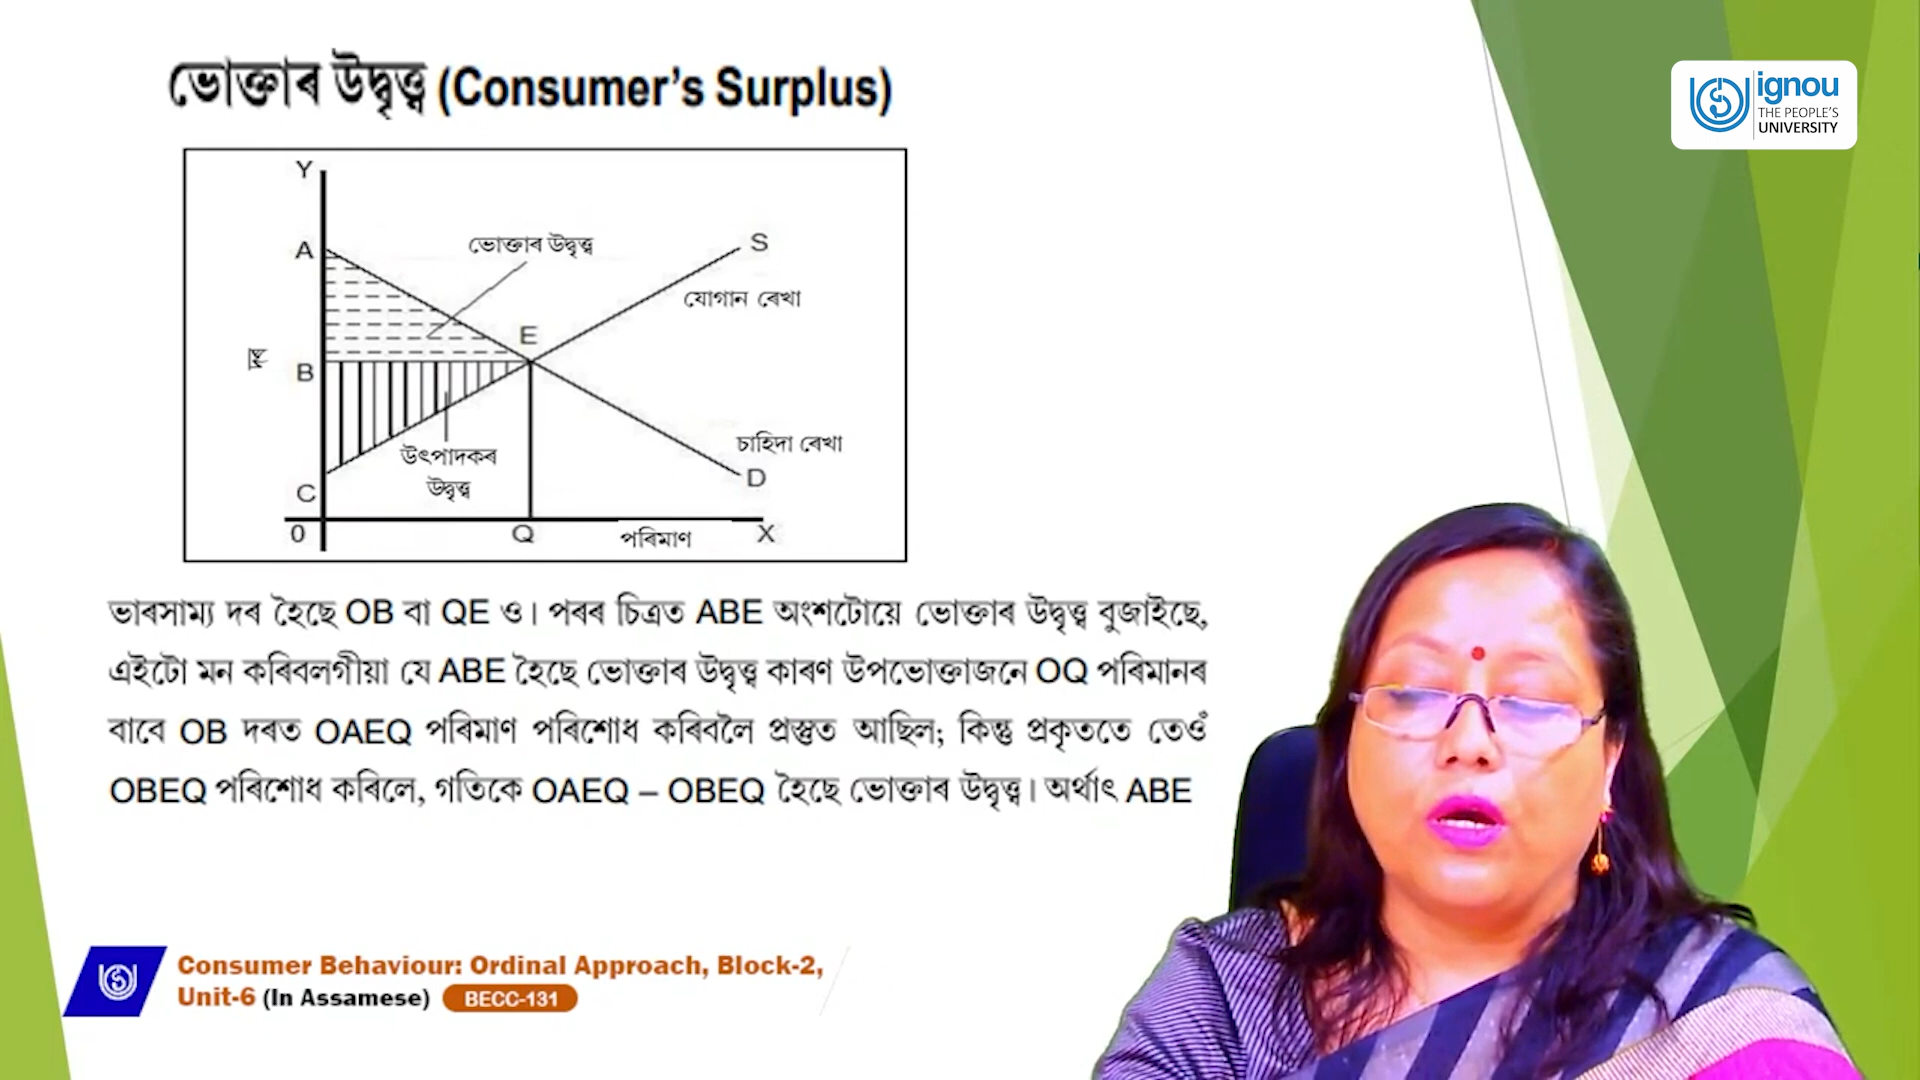 ভোক্তাৰ উদ্বৃত্ত (Consumer's Surplus)
ignou
THE PEOPLE'S
UNIVERSITY
Y
A
ভোক্তাৰ উদ্বৃত্ত
S
যোগান ৰেখা
E
B
চাহিদা ৰেখা
উৎপাদকৰ
উদ্বৃত্ত
D
C
0
Q
পৰিমাণ
X
ভাৰসাম্য দৰ হৈছে OB বা QE ও। পৰৰ চিত্ৰত ABE অংশটোয়ে ভোক্তাৰ উদ্বৃত্ত বুজাইছে,
এইটো মন কৰিবলগীয়া যে ABE হৈছে ভোক্তাৰ উদ্বৃত্ত কাৰণ উপভোক্তাজনে OQ পৰিমানৰ
বাবে OB দৰত OAEQ পৰিমাণ পৰিশোধ কৰিবলৈ প্ৰস্তুত আছিল; কিন্তু প্ৰকৃততে তেওঁ
OBEQ পৰিশোধ কৰিলে, গতিকে OAEQ – OBEQ হৈছে ভোক্তাৰ উদ্বৃত্ত। অৰ্থাৎ ABE
Consumer Behaviour: Ordinal Approach, Block-2,
Unit-6 (In Assamese) BECC-131